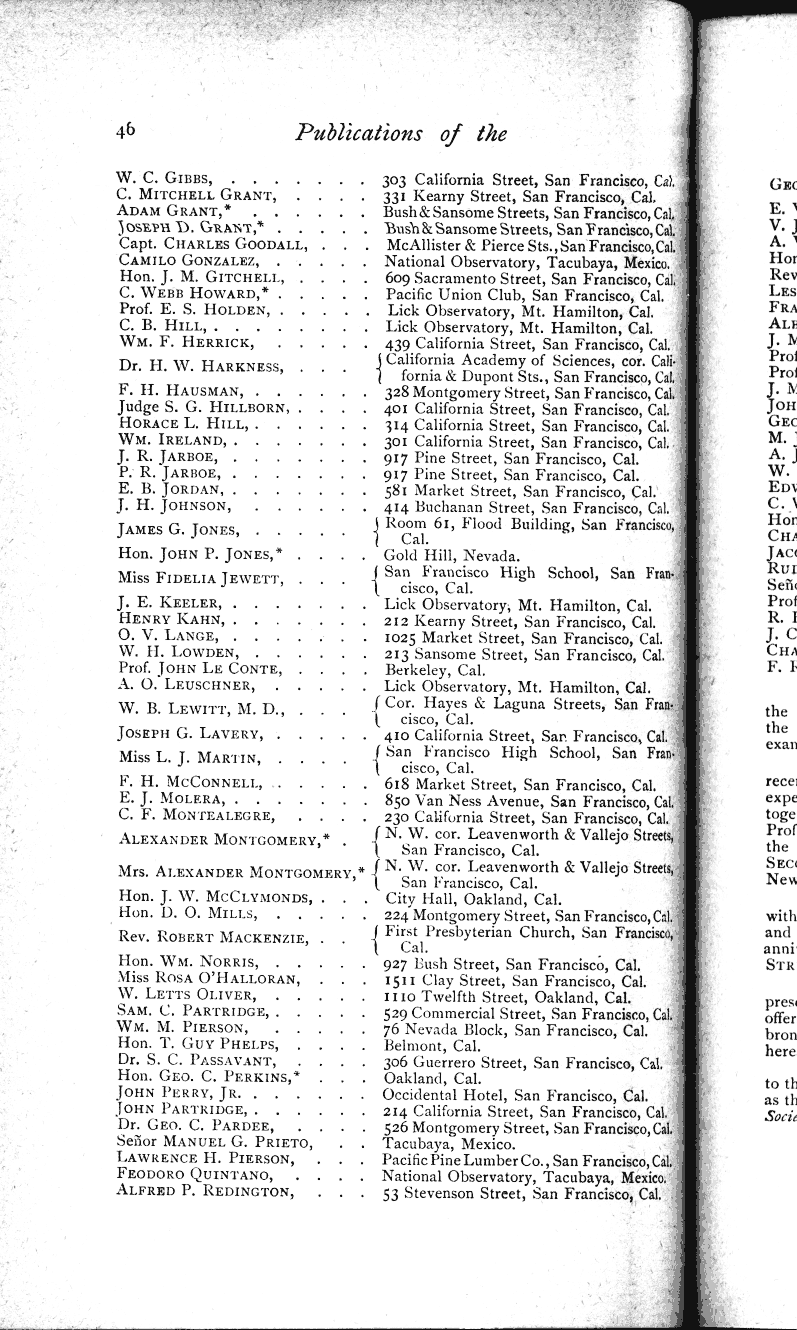 46 Publications of the
W. C. GIBBS, . . . . . . . 303 California Street, San Francisco, Cal.
C. MITCHELL GRANT, . . . . 331 Kearny Street, San Francisco, Cal.
ADAM GRANT,* . . . . . . Bush & Sansome Streets, San Francisco, Cal.
JOSEPH D. GRANT,* . . . . . Bush & Sansome Streets, San Francisco, Cal.
Capt. CHARLES GOODALL, . . . McAllister & Pierce Sts., San Francisco, Cal.
CAMILO GONZALEZ, . . . . . National Observatory, Tacubaya, Mexico.
Hon. J. M. GITCHELL, . . . . 609 Sacramento Street, San Francisco, Cal.
C. WEBB HOWARD,* . . . . . Pacific Union Club, San Francisco, Cal.
Prof. E. S. HOLDEN, . . . . . Lick Observatory, Mt. Hamilton, Cal.
C. B. HILL, . . . . . . . . Lick Observatory, Mt. Hamilton, Cal.
WM. F. HERRICK, . . . . . 439 California Street, San Francisco, Cal.
Dr. H. W. HARKNESS, . . . { California Academy of Sciences, cor. Cali-
fornia & Dupont Sts., San Francisco, Cal.
F. H. HAUSMAN, . . . . . . 328 Montgomery Street, San Francisco, Cal.
Judge S. G. HILLBORN, . . . . 401 California Street, San Francisco, Cal.
HORACE L. HILL, . . . . . . 314 California Street, San Francisco, Cal.
WM. IRELAND, . . . . . . . 301 California Street, San Francisco, Cal.
J. R. JARBOE, . . . . . . . 917 Pine Street, San Francisco, Cal.
P. R. JARBOE, . . . . . . . 917 Pine Street, San Francisco, Cal.
E. B. JORDAN, . . . . . . . 581 Market Street, San Francisco, Cal.
J. H. JOHNSON, . . . . . . 414 Buchanan Street, San Francisco, Cal.
JAMES G. JONES, . . . . . { Room 61, Flood Building, San Francisco,
Cal.
Hon. JOHN P. JONES,* . . . . Gold Hill, Nevada.
Miss FIDELIA JEWETT, . . . { San Francisco High School, San Fran-
cisco, Cal.
J. E. KEELER, . . . . . . . Lick Observatory, Mt. Hamilton, Cal.
HENRY KAHN, . . . . . . . 212 Kearny Street, San Francisco, Cal.
O. V. LANGE, . . . . . . . 1025 Market Street, San Francisco, Cal.
W. H. LOWDEN, . . . . . . 213 Sansome Street, San Francisco, Cal.
Prof. JOHN LE CONTE, . . . . Berkeley, Cal.
A. O. LEUSCHNER, . . . . . Lick Observatory, Mt. Hamilton, Cal.
W. B. LEWITT, M. D., . . . { Cor. Hayes & Laguna Streets, San Fran-
cisco, Cal.
JOSEPH G. LAVERY, . . . . . 410 California Street, San Francisco, Cal.
Miss L. J. MARTIN, . . . . { San Francisco High School, San Fran-
cisco, Cal.
F. H. MCCONNELL, . . . . . 618 Market Street, San Francisco, Cal.
E. J. MOLERA, . . . . . . . 850 Van Ness Avenue, San Francisco, Cal.
C. F. MONTEALEGRE, . . . . 230 California Street, San Francisco, Cal.
ALEXANDER MONTGOMERY,* . { N. W. cor. Leavenworth & Vallejo Streets,
San Francisco, Cal.
Mrs. ALEXANDER MONTGOMERY,* { N. W. cor. Leavenworth & Vallejo Streets,
San Francisco, Cal.
Hon. J. W. MCCLYMONDS, . . . City Hall, Oakland, Cal.
Hon. D. O. MILLS, . . . . . 224 Montgomery Street, San Francisco, Cal.
Rev. ROBERT MACKENZIE, . . { First Presbyterian Church, San Francisco,
Cal.
Hon. WM. NORRIS, . . . . . 927 Bush Street, San Francisco, Cal.
Miss ROSA O'HALLORAN, . . . 1511 Clay Street, San Francisco, Cal.
W. LETTS OLIVER, . . . . . 1110 Twelfth Street, Oakland, Cal.
SAM. C. PARTRIDGE, . . . . . 529 Commercial Street, San Francisco, Cal.
WM. M. PIERSON, . . . . . 76 Nevada Block, San Francisco, Cal.
Hon. T. GUY PHELPS, . . . . Belmont, Cal.
Dr. S. C. PASSAVANT, . . . . 306 Guerrero Street, San Francisco, Cal.
Hon. GEO. C. PERKINS,* . . . Oakland, Cal.
JOHN PERRY, JR. . . . . . . Occidental Hotel, San Francisco, Cal.
JOHN PARTRIDGE, . . . . . . 214 California Street, San Francisco, Cal.
Dr. GEO. C. PARDEE, . . . . 526 Montgomery Street, San Francisco, Cal.
Señor MANUEL G. PRIETO, . . Tacubaya, Mexico.
LAWRENCE H. PIERSON, . . . Pacific Pine Lumber Co., San Francisco, Cal.
FEODORO QUINTANO, . . . . National Observatory, Tacubaya, Mexico.
ALFRED P. REDINGTON, . . . 53 Stevenson Street, San Francisco, Cal.